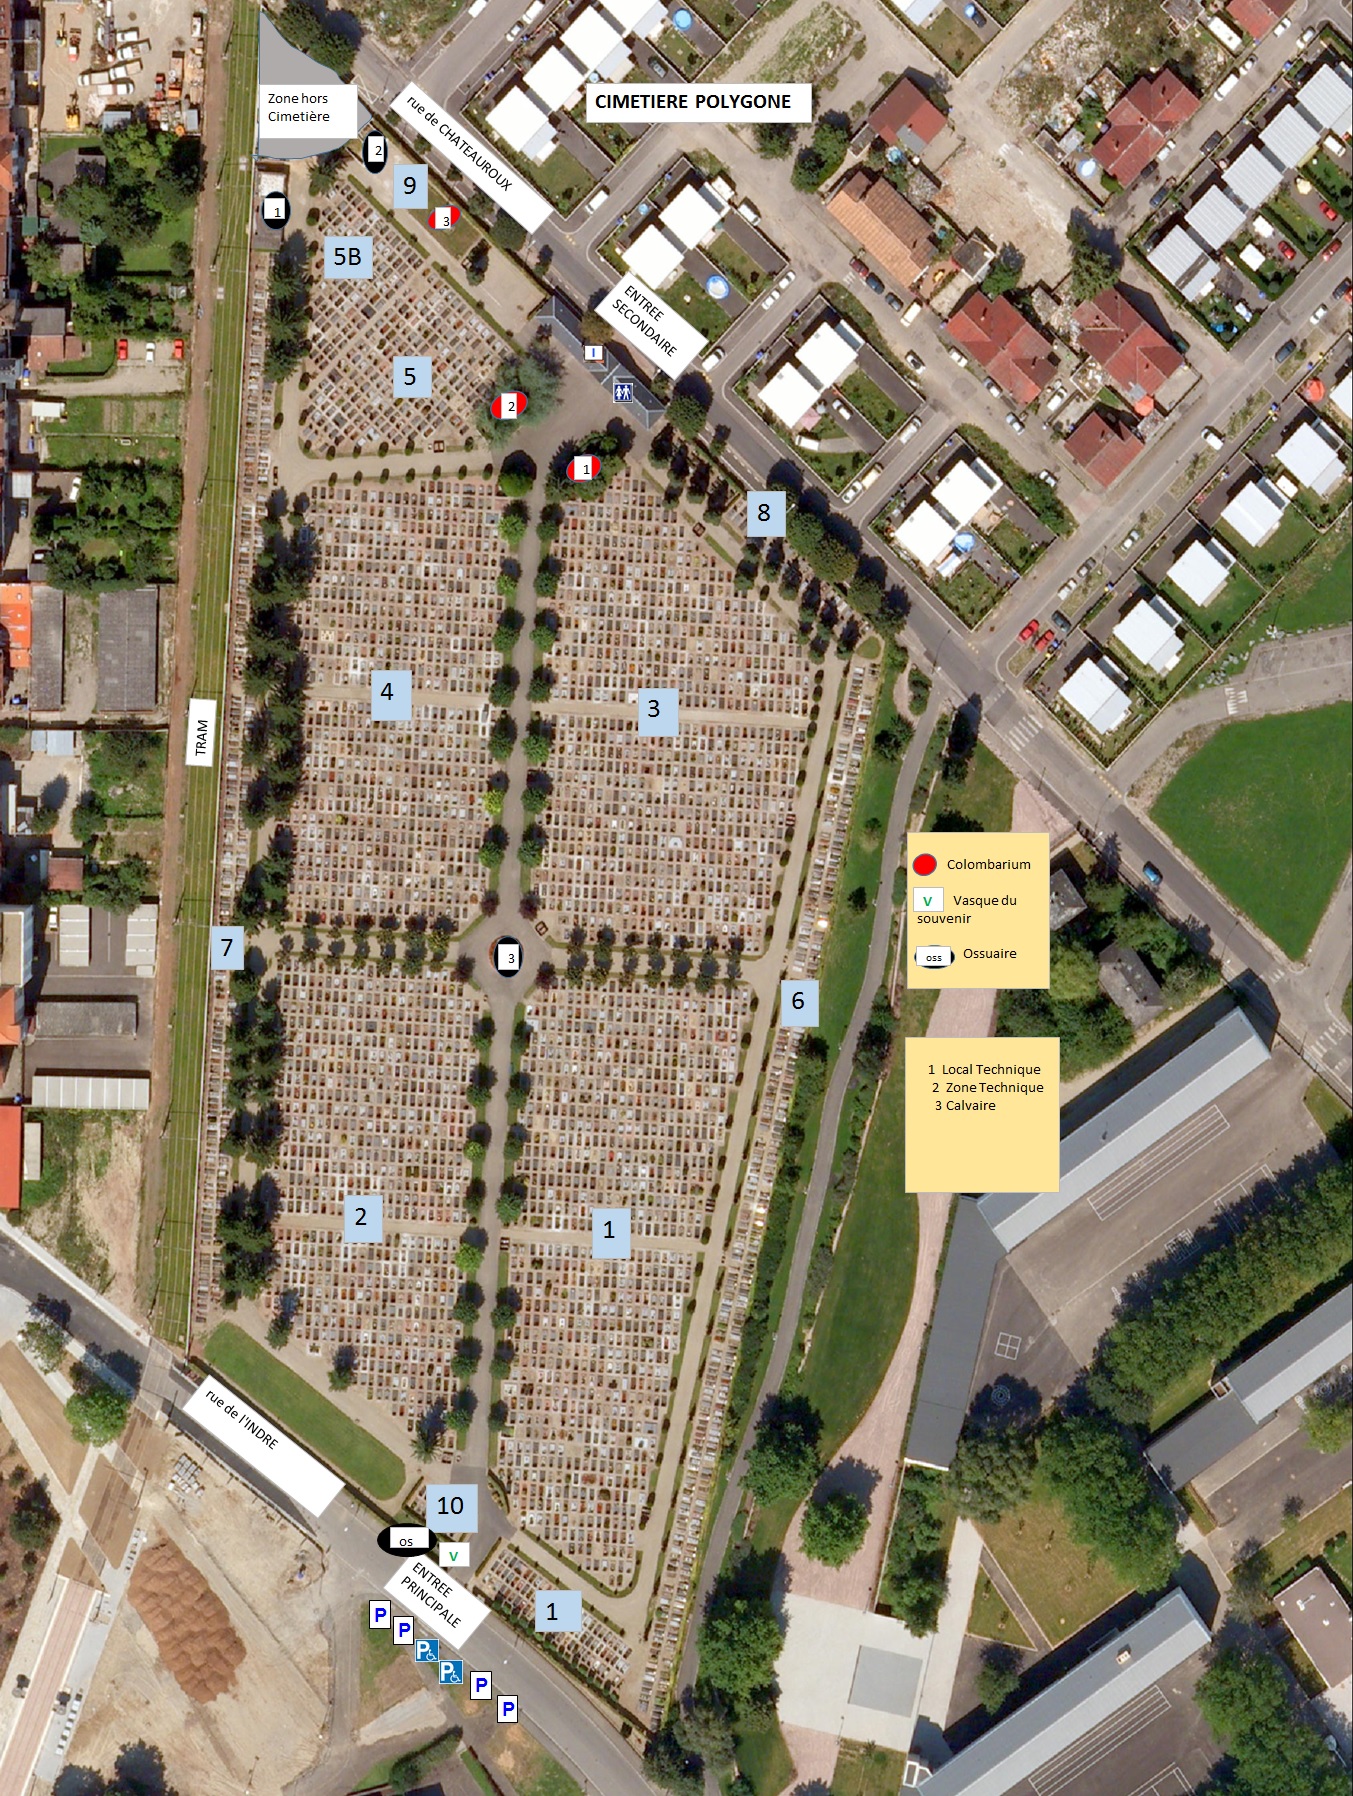 Zone hors
Cimetière
CIMETIERE POLYGONE
rue de CHATEAUROUX
2
9
1
3
5B
ENTREE
SECONDAIRE
I
5
2
1
8
4
3
TRAM
Colombarium
V Vasque du
souvenir
oss Ossuaire
7
3
6
1 Local Technique
2 Zone Technique
3 Calvaire
2
1
rue de l'INDRE
10
os
V
ENTREE
PRINCIPALE
1
P
P
P
P
P
P